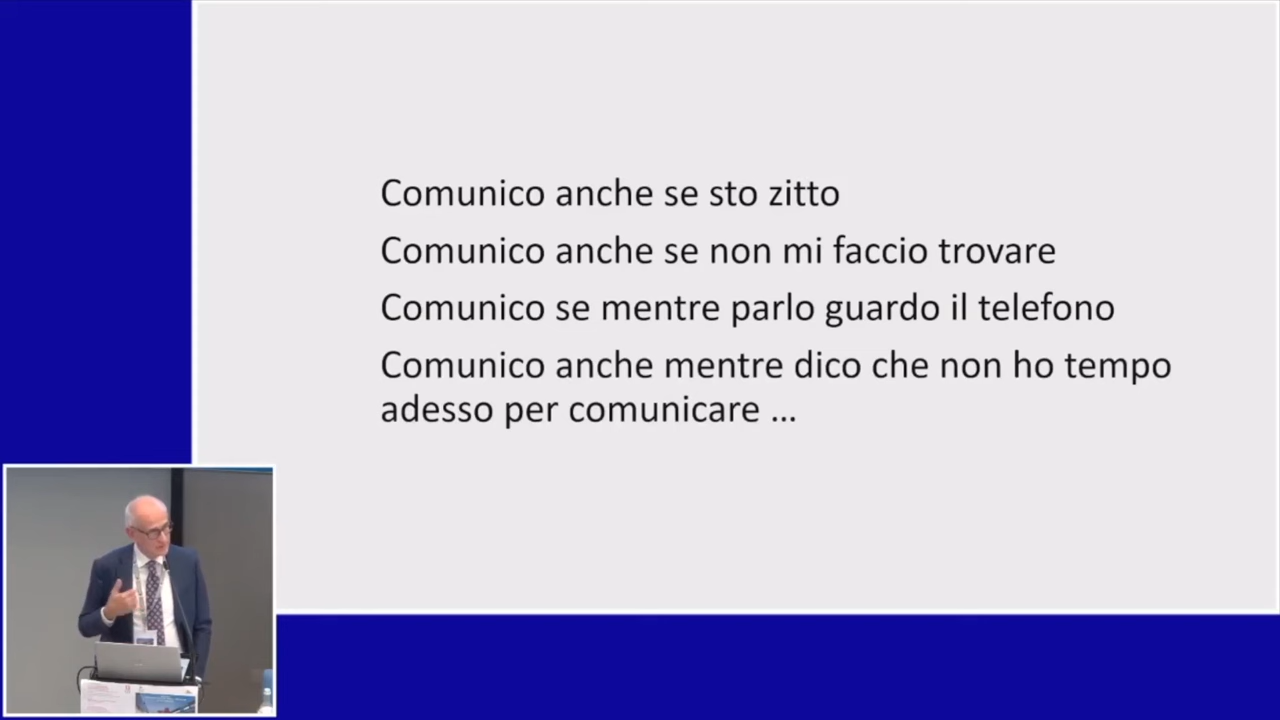 Comunico anche se sto zitto
Comunico anche se non mi faccio trovare
Comunico se mentre parlo guardo il telefono
Comunico anche mentre dico che non ho tempo
adesso per comunicare ...